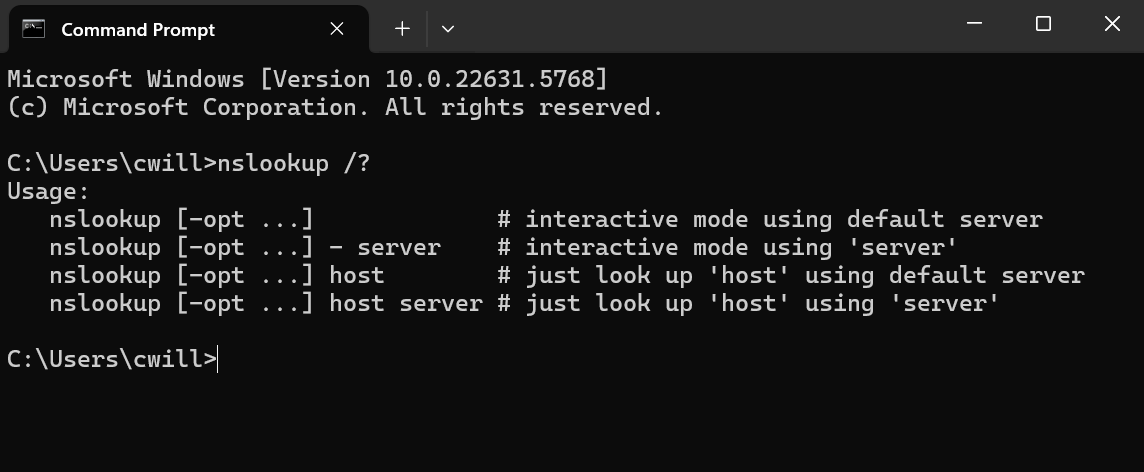 Command Prompt
Microsoft Windows [Version 10.0.22631.5768]
(c) Microsoft Corporation. All rights reserved.
C:\Users\cwill>nslookup /?
Usage:
   nslookup [-opt ...]             # interactive mode using default server
   nslookup [-opt ...] - server    # interactive mode using 'server'
   nslookup [-opt ...] host        # just look up 'host' using default server
   nslookup [-opt ...] host server # just look up 'host' using 'server'
C:\Users\cwill>